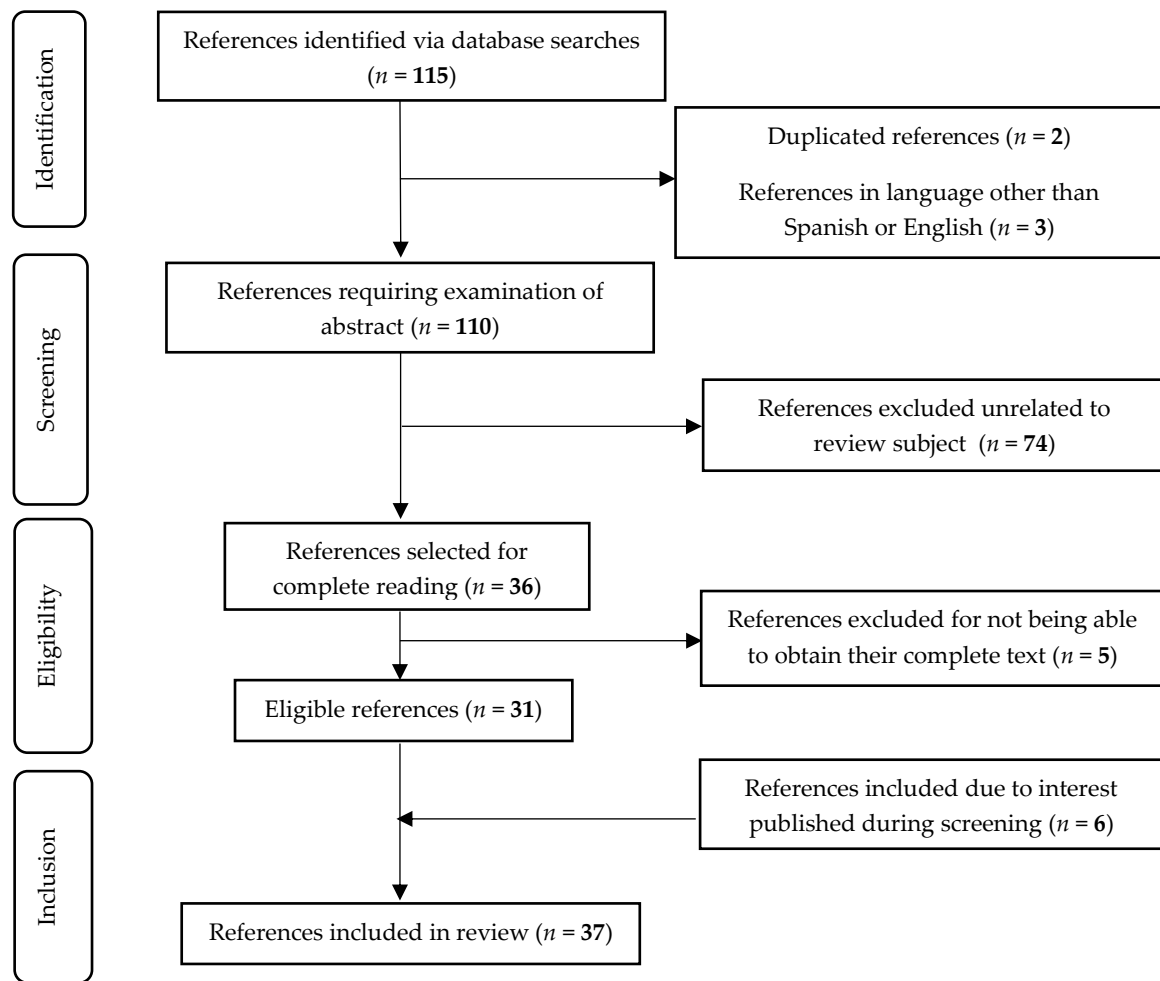 Identification
References identified via database searches
(n = 115)
Duplicated references (n = 2)
References in language other than
Spanish or English (n = 3)
Screening
References requiring examination of
abstract (n = 110)
References excluded unrelated to
review subject (n = 74)
Eligibility
References selected for
complete reading (n = 36)
References excluded for not being able
to obtain their complete text (n = 5)
Eligible references (n = 31)
Inclusion
References included due to interest
published during screening (n = 6)
References included in review (n = 37)